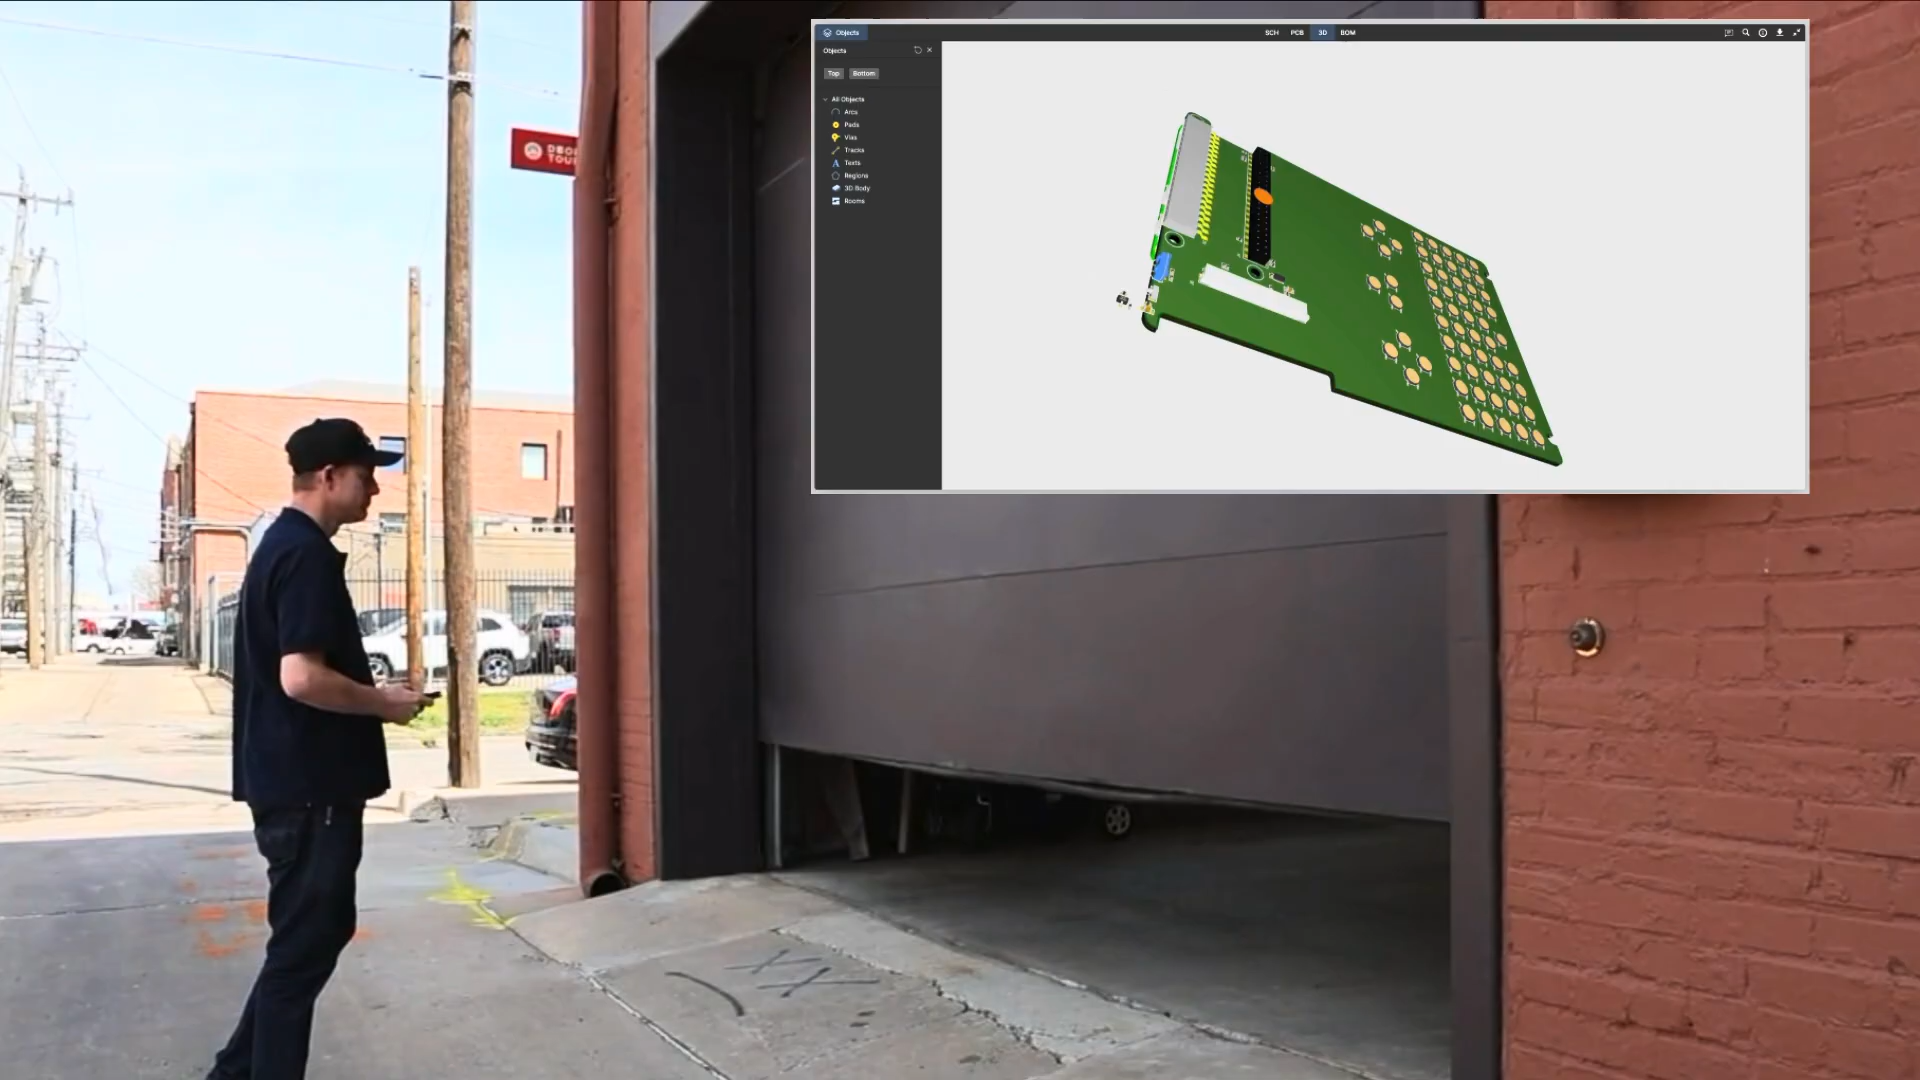 Objects
SCH PCB 3D BOM
Objects
Top Bottom
All Objects
Arcs
Pads
Vias
Tracks
Texts
Regions
3D Body
Rooms